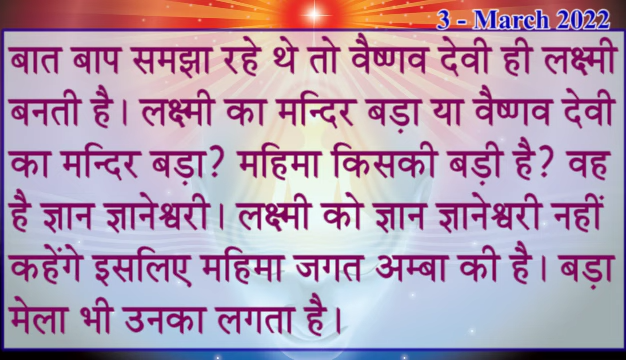 3 - March 2022
बात बाप समझा रहे थे तो वैष्णव देवी ही लक्ष्मी
बनती है। लक्ष्मी का मन्दिर बड़ा या वैष्णव देवी
का मन्दिर बड़ा? महिमा किसकी बड़ी है? वह
है ज्ञान ज्ञानेश्वरी। लक्ष्मी को ज्ञान ज्ञानेश्वरी नहीं
कहेंगे इसलिए महिमा जगत अम्बा की है। बड़ा
मेला भी उनका लगता है।